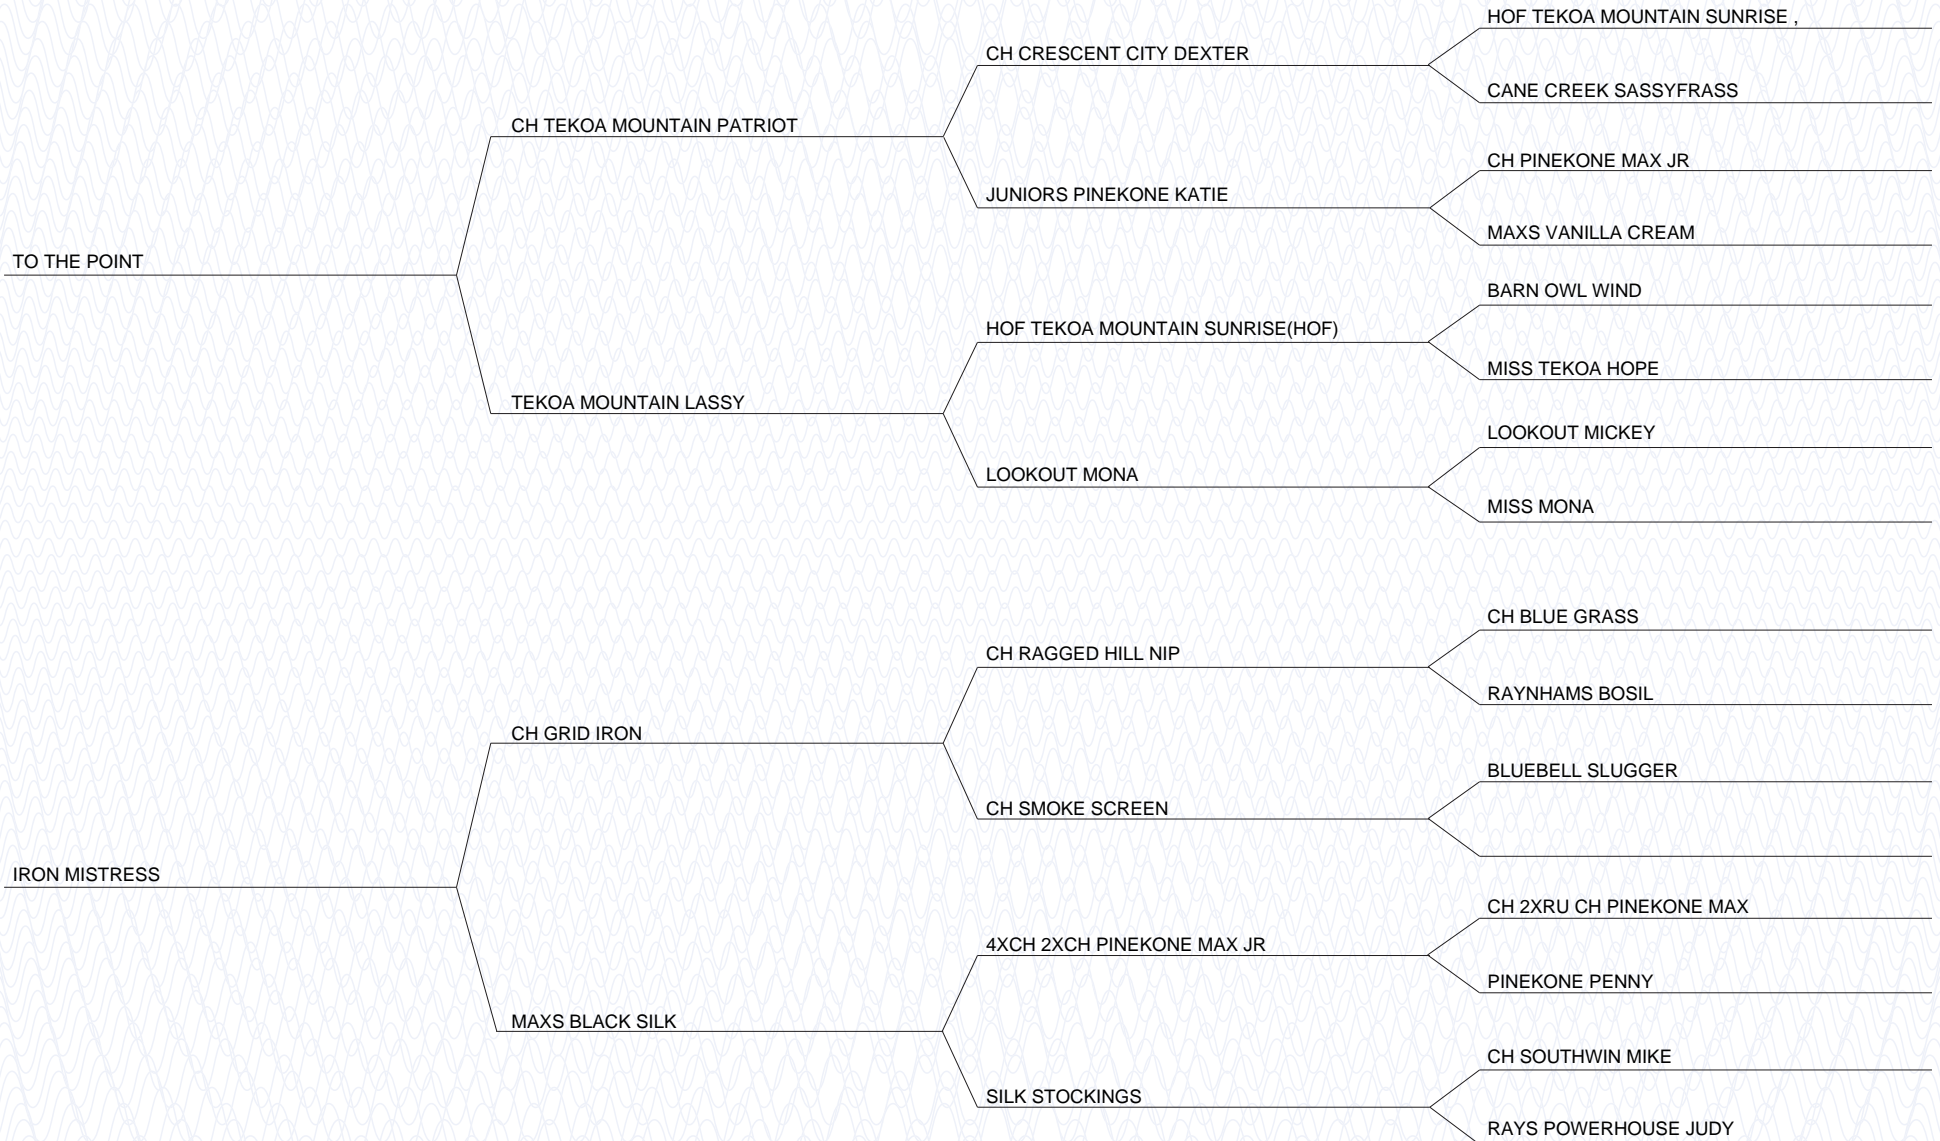 HOF TEKOA MOUNTAIN SUNRISE ,
CH CRESCENT CITY DEXTER
CANE CREEK SASSYFRASS
CH TEKOA MOUNTAIN PATRIOT
CH PINEKONE MAX JR
JUNIORS PINEKONE KATIE
MAXS VANILLA CREAM
TO THE POINT
BARN OWL WIND
HOF TEKOA MOUNTAIN SUNRISE(HOF)
MISS TEKOA HOPE
TEKOA MOUNTAIN LASSY
LOOKOUT MICKEY
LOOKOUT MONA
MISS MONA
CH BLUE GRASS
CH RAGGED HILL NIP
RAYNHAMS BOSIL
CH GRID IRON
BLUEBELL SLUGGER
CH SMOKE SCREEN
IRON MISTRESS
CH 2XRU CH PINEKONE MAX
4XCH 2XCH PINEKONE MAX JR
PINEKONE PENNY
MAXS BLACK SILK
CH SOUTHWIN MIKE
SILK STOCKINGS
RAYS POWERHOUSE JUDY